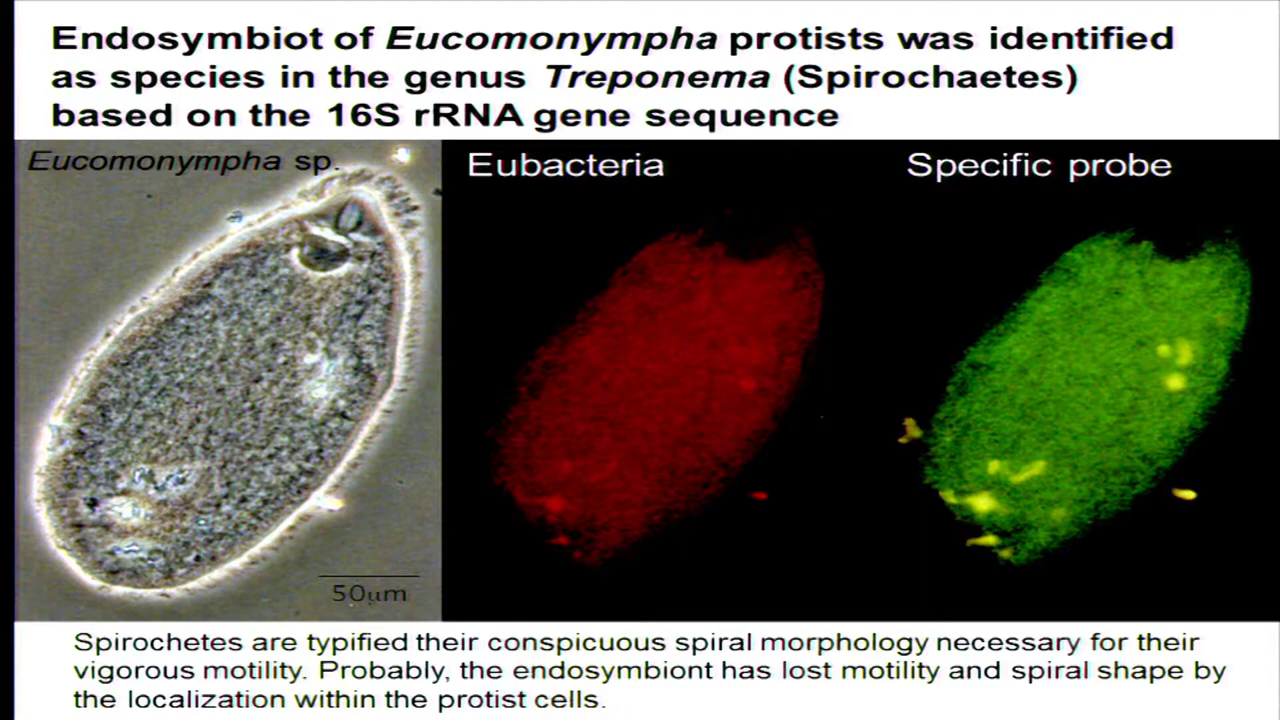 Endosymbiot of Eucomonympha protists was identified
as species in the genus Treponema (Spirochaetes)
based on the 16S rRNA gene sequence
Eucomonympha sp.
Eubacteria
Specific probe
50μm
Spirochetes are typified their conspicuous spiral morphology necessary for their
vigorous motility. Probably, the endosymbiont has lost motility and spiral shape by
the localization within the protist cells.